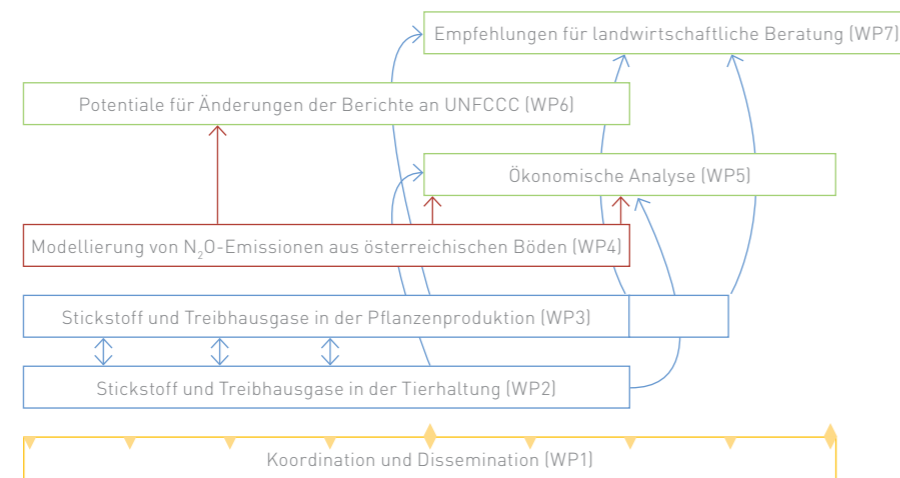 Empfehlungen für landwirtschaftliche Beratung (WP7)
Potentiale für Änderungen der Berichte an UNFCCC (WP6)
Ökonomische Analyse (WP5)
Modellierung von N₂O-Emissionen aus österreichischen Böden (WP4)
Stickstoff und Treibhausgase in der Pflanzenproduktion (WP3)
Stickstoff und Treibhausgase in der Tierhaltung (WP2)
Koordination und Dissemination (WP1)